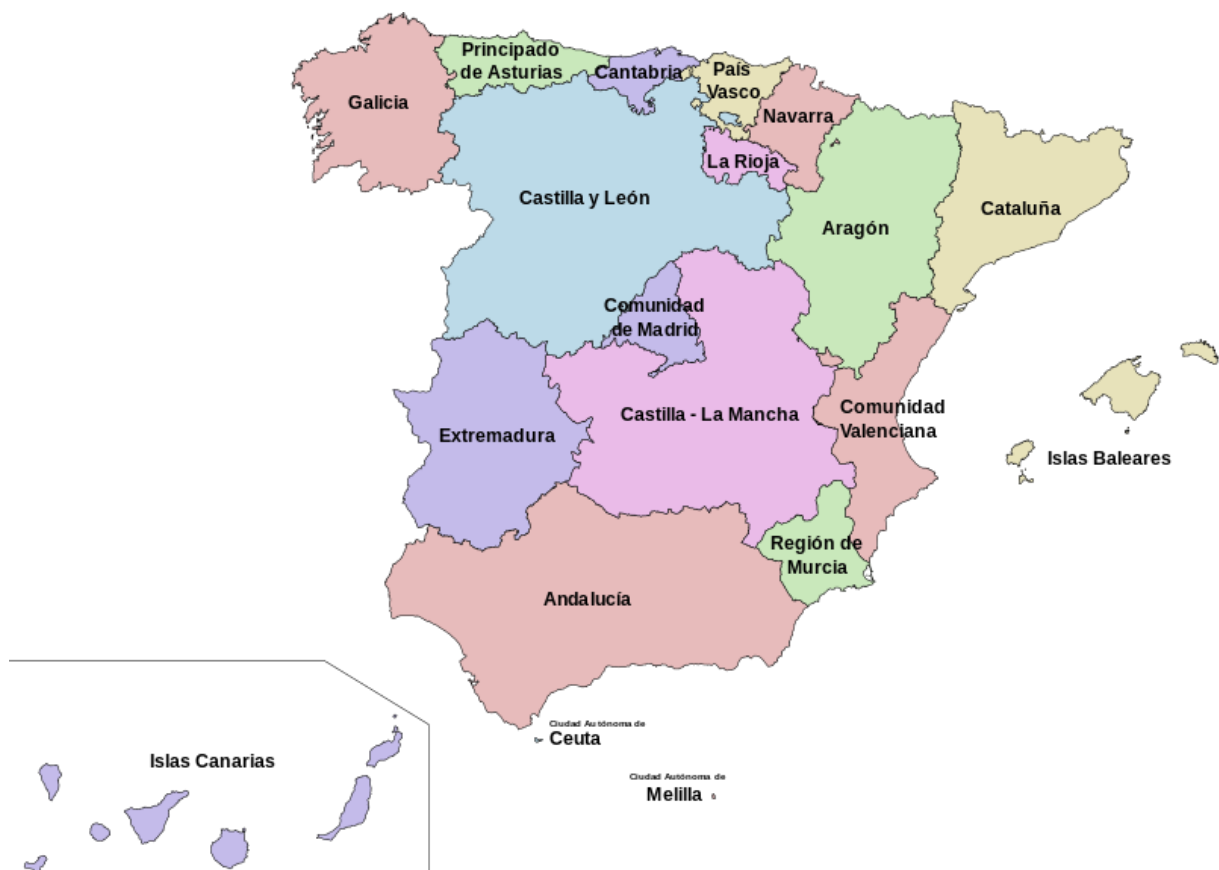 Principado
de Asturias
Cantabria
País
Vasco
Galicia
Navarra
La Rioja
Castilla y León
Cataluña
Aragón
Comunidad
de Madrid
Castilla - La Mancha
Comunidad
Valenciana
Extremadura
Islas Baleares
Región de
Murcia
Andalucía
Ciudad Autónoma de
Ceuta
Islas Canarias
Ciudad Autónoma de
Melilla